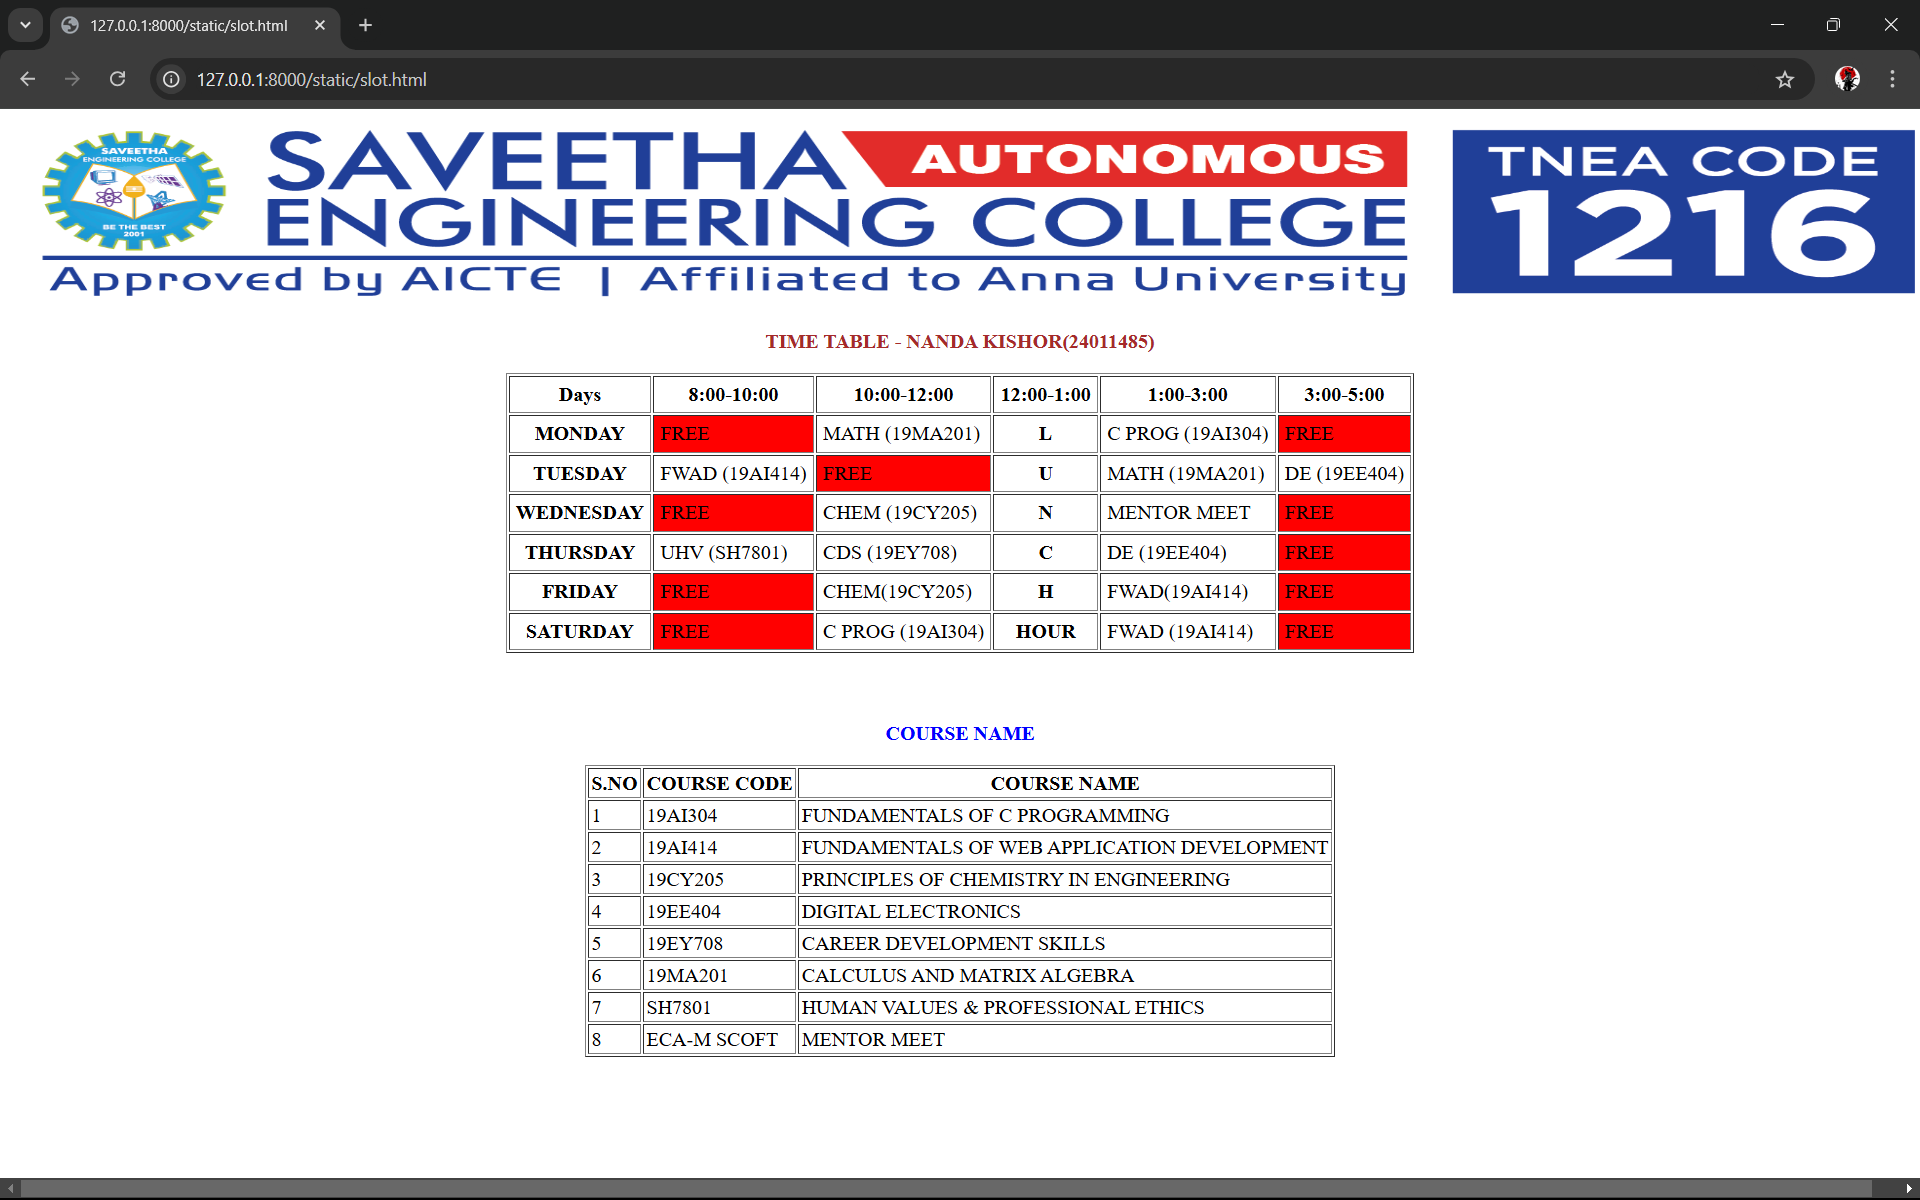 127.0.0.1:8000/static/slot.html
127.0.0.1:8000/static/slot.html
SAVEETHA
ENGINEERING COLLEGE
BE THE BEST
2001
SAVEETHA AUTONOMOUS
ENGINEERING COLLEGE
Approved by AICTE | Affiliated to Anna University
TNEA CODE
1216
TIME TABLE - NANDA KISHOR(24011485)
Days 8:00-10:00 10:00-12:00 12:00-1:00 1:00-3:00 3:00-5:00
MONDAY FREE MATH (19MA201) L C PROG (19AI304) FREE
TUESDAY FWAD (19AI414) FREE U MATH (19MA201) DE (19EE404)
WEDNESDAY FREE CHEM (19CY205) N MENTOR MEET FREE
THURSDAY UHV (SH7801) CDS (19EY708) C DE (19EE404) FREE
FRIDAY FREE CHEM(19CY205) H FWAD(19AI414) FREE
SATURDAY FREE C PROG (19AI304) HOUR FWAD (19AI414) FREE
COURSE NAME
S.NO COURSE CODE COURSE NAME
1 19AI304 FUNDAMENTALS OF C PROGRAMMING
2 19AI414 FUNDAMENTALS OF WEB APPLICATION DEVELOPMENT
3 19CY205 PRINCIPLES OF CHEMISTRY IN ENGINEERING
4 19EE404 DIGITAL ELECTRONICS
5 19EY708 CAREER DEVELOPMENT SKILLS
6 19MA201 CALCULUS AND MATRIX ALGEBRA
7 SH7801 HUMAN VALUES & PROFESSIONAL ETHICS
8 ECA-M SCOFT MENTOR MEET